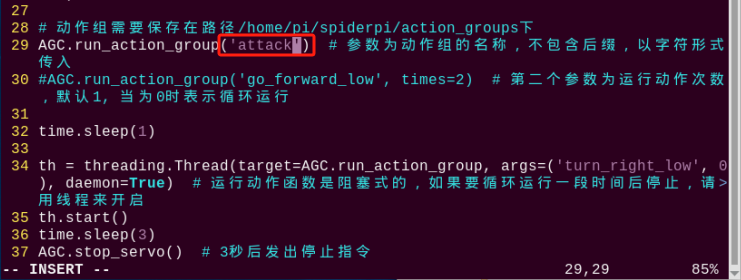 27
28 # 动作组需要保存在路径/home/pi/spiderpi/action_groups下
29 AGC.run_action_group('attack')  # 参数为动作组的名称，不包含后缀，以字符形式
传入
30 #AGC.run_action_group('go_forward_low', times=2)  # 第二个参数为运行动作次数
，默认1, 当为0时表示循环运行
31
32 time.sleep(1)
33
34 th = threading.Thread(target=AGC.run_action_group, args=('turn_right_low', 0
), daemon=True)  # 运行动作函数是阻塞式的，如果要循环运行一段时间后停止，请>
用线程来开启
35 th.start()
36 time.sleep(3)
37 AGC.stop_servo()  # 3秒后发出停止指令
-- INSERT --                                                  29,29         85%